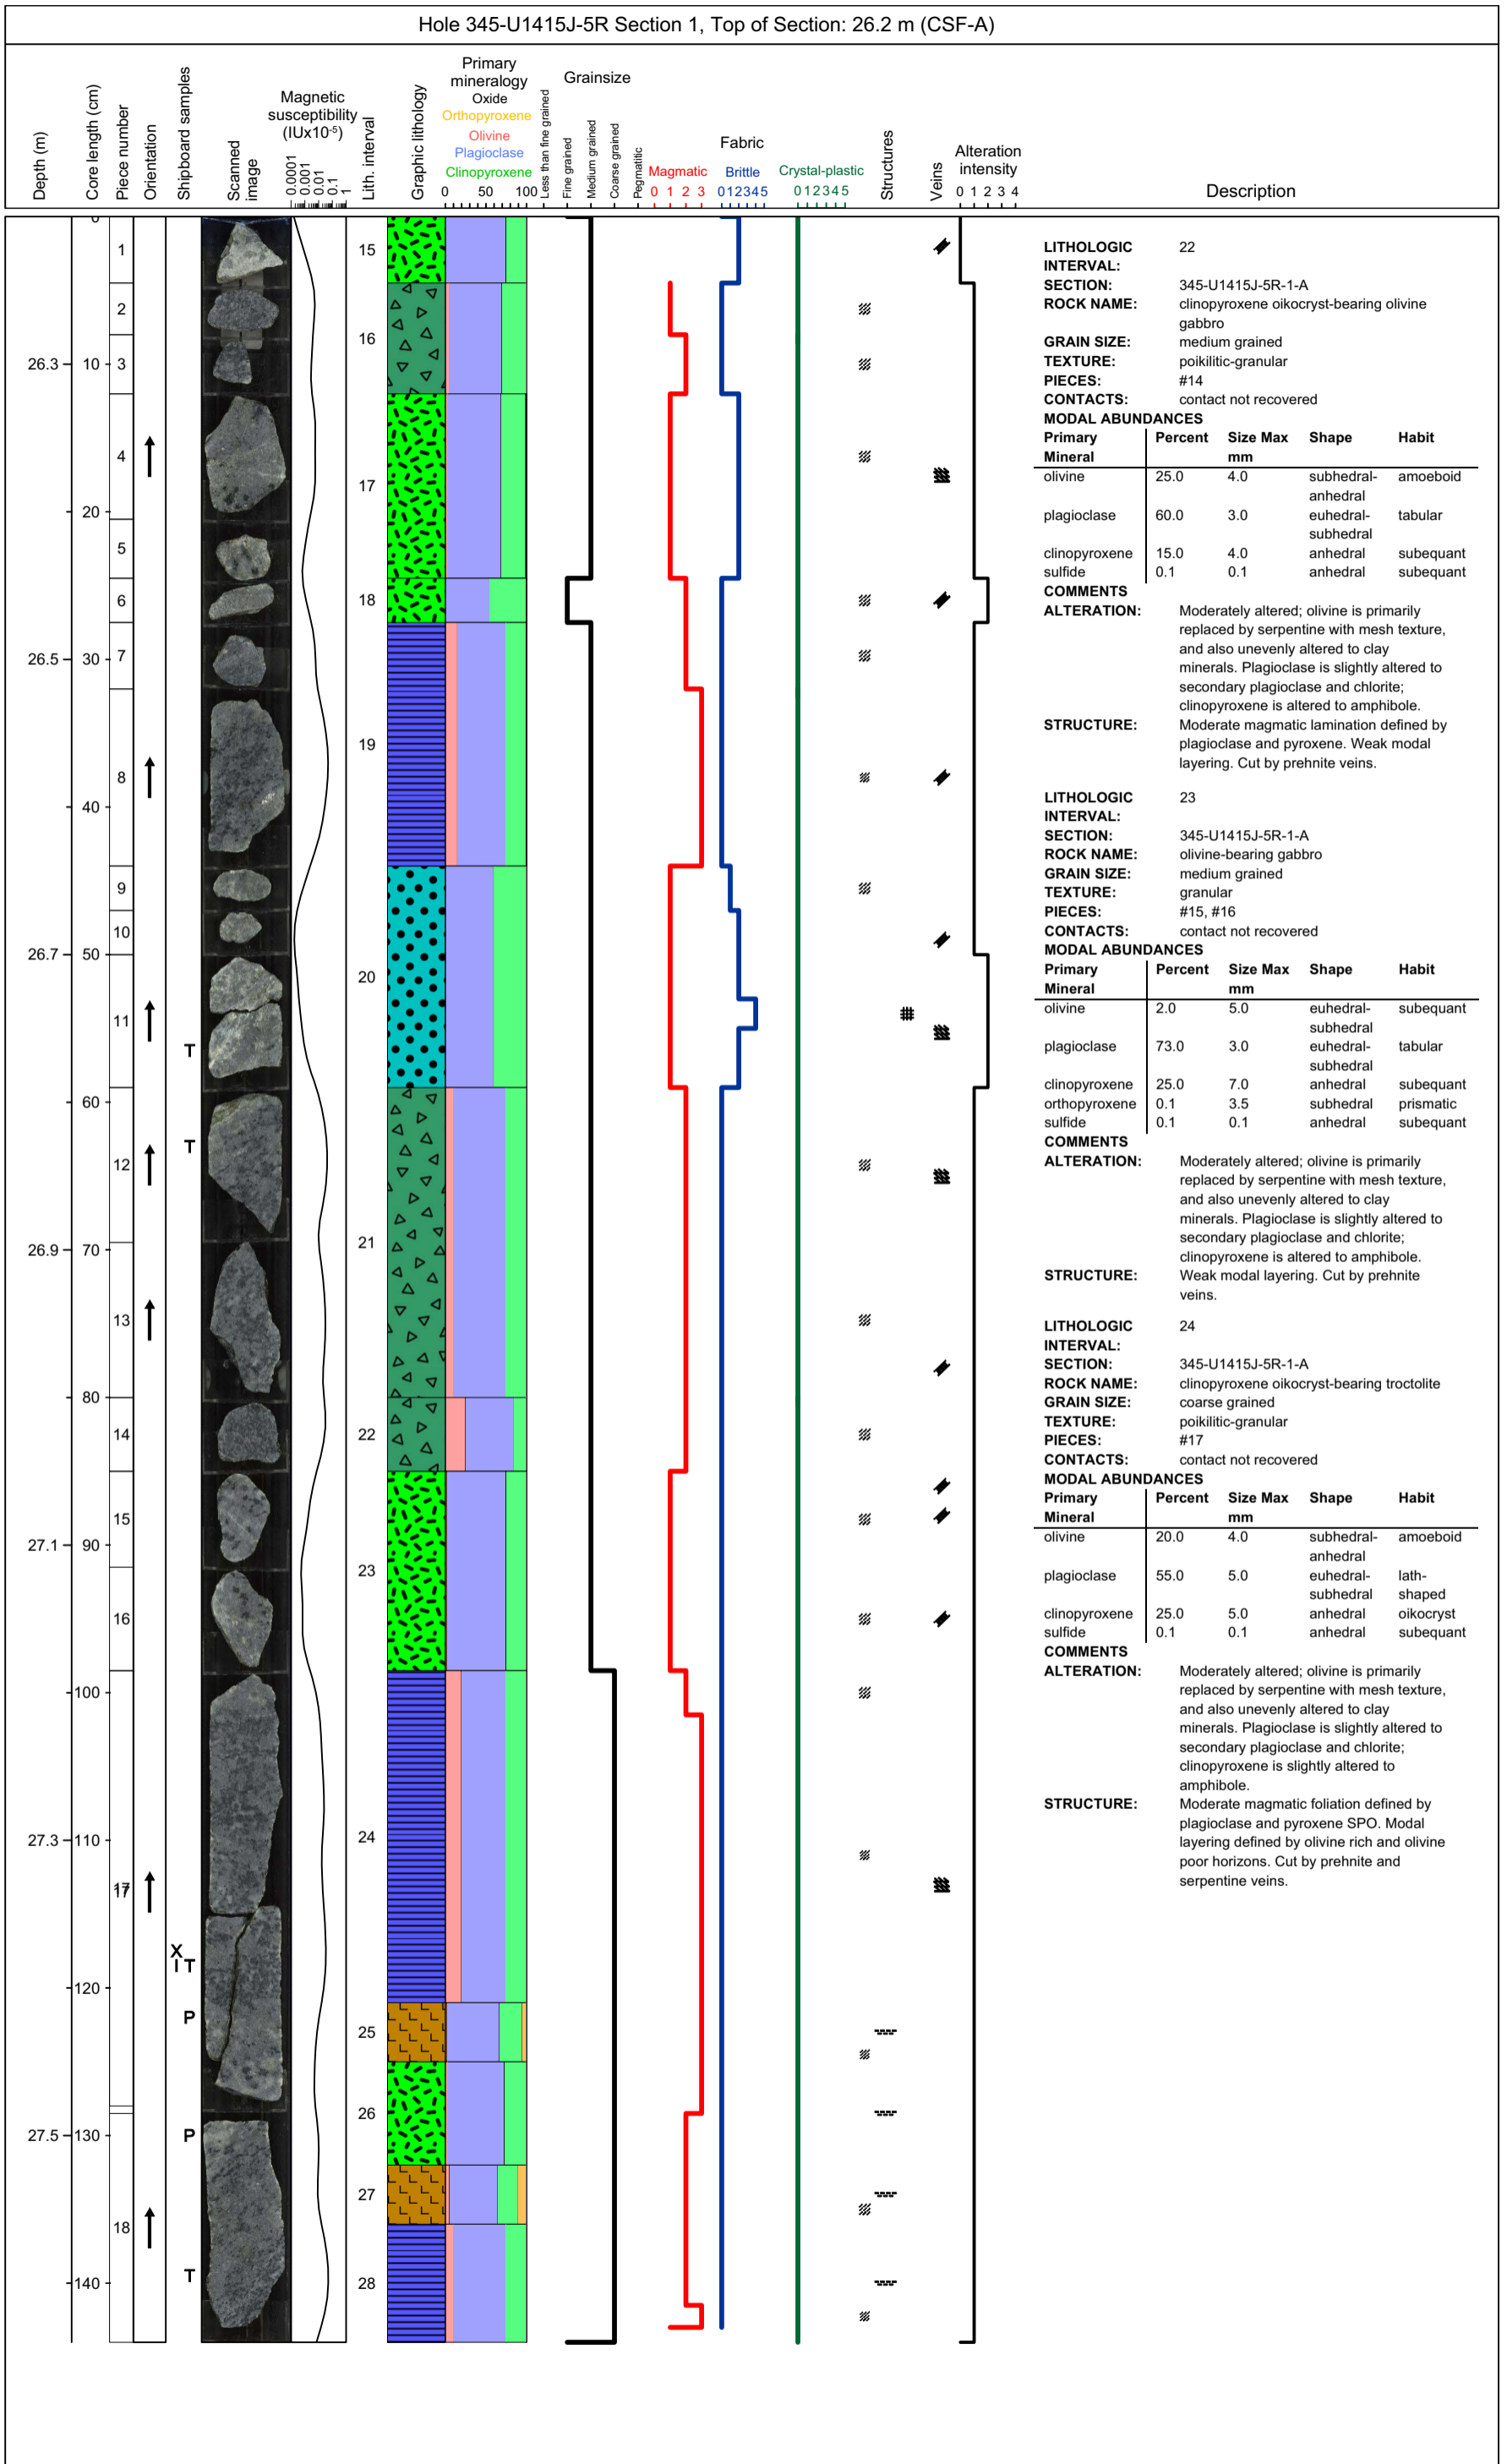 Hole 345-U1415J-5R Section 1, Top of Section: 26.2 m (CSF-A)
Depth (m)
Core length (cm)
Piece number
Orientation
Shipboard samples
Scanned
image
Magnetic
susceptibility
(IUx10-5)
0.0001
0.001
0.01
0.1
1
Lith. interval
Graphic lithology
Primary
mineralogy
Oxide
Orthopyroxene
Olivine
Plagioclase
Clinopyroxene
0 50 100
Grainsize
Less than fine grained
Fine grained
Medium grained
Coarse grained
Pegmatitic
Fabric
Magmatic
0 1 2 3
Brittle
0 1 2 3 4 5
Crystal-plastic
0 1 2 3 4 5
Structures
Veins
Alteration
intensity
0 1 2 3 4
Description
26.3
26.5
26.7
26.9
27.1
27.3
27.5
0
10
20
30
40
50
60
70
80
90
100
110
120
130
140
1
2
3
4
5
6
7
8
9
10
11
12
13
14
15
16
17
18
T
T
X
I T
P
P
T
15
16
17
18
19
20
21
22
23
24
25
26
27
28
LITHOLOGIC 22
INTERVAL:
SECTION: 345-U1415J-5R-1-A
ROCK NAME: clinopyroxene oikocryst-bearing olivine
gabbro
GRAIN SIZE: medium grained
TEXTURE: poikilitic-granular
PIECES: #14
CONTACTS: contact not recovered
MODAL ABUNDANCES
Primary Percent Size Max Shape Habit
Mineral mm
olivine 25.0 4.0 subhedral- amoeboid
anhedral
plagioclase 60.0 3.0 euhedral- tabular
subhedral
clinopyroxene 15.0 4.0 anhedral subequant
sulfide 0.1 0.1 anhedral subequant
COMMENTS
ALTERATION: Moderately altered; olivine is primarily
replaced by serpentine with mesh texture,
and also unevenly altered to clay
minerals. Plagioclase is slightly altered to
secondary plagioclase and chlorite;
clinopyroxene is altered to amphibole.
STRUCTURE: Moderate magmatic lamination defined by
plagioclase and pyroxene. Weak modal
layering. Cut by prehnite veins.
LITHOLOGIC 23
INTERVAL:
SECTION: 345-U1415J-5R-1-A
ROCK NAME: olivine-bearing gabbro
GRAIN SIZE: medium grained
TEXTURE: granular
PIECES: #15, #16
CONTACTS: contact not recovered
MODAL ABUNDANCES
Primary Percent Size Max Shape Habit
Mineral mm
olivine 2.0 5.0 euhedral- subequant
subhedral
plagioclase 73.0 3.0 euhedral- tabular
subhedral
clinopyroxene 25.0 7.0 anhedral subequant
orthopyroxene 0.1 3.5 subhedral prismatic
sulfide 0.1 0.1 anhedral subequant
COMMENTS
ALTERATION: Moderately altered; olivine is primarily
replaced by serpentine with mesh texture,
and also unevenly altered to clay
minerals. Plagioclase is slightly altered to
secondary plagioclase and chlorite;
clinopyroxene is altered to amphibole.
STRUCTURE: Weak modal layering. Cut by prehnite
veins.
LITHOLOGIC 24
INTERVAL:
SECTION: 345-U1415J-5R-1-A
ROCK NAME: clinopyroxene oikocryst-bearing troctolite
GRAIN SIZE: coarse grained
TEXTURE: poikilitic-granular
PIECES: #17
CONTACTS: contact not recovered
MODAL ABUNDANCES
Primary Percent Size Max Shape Habit
Mineral mm
olivine 20.0 4.0 subhedral- amoeboid
anhedral
plagioclase 55.0 5.0 euhedral- lath-
subhedral shaped
clinopyroxene 25.0 5.0 anhedral oikocryst
sulfide 0.1 0.1 anhedral subequant
COMMENTS
ALTERATION: Moderately altered; olivine is primarily
replaced by serpentine with mesh texture,
and also unevenly altered to clay
minerals. Plagioclase is slightly altered to
secondary plagioclase and chlorite;
clinopyroxene is slightly altered to
amphibole.
STRUCTURE: Moderate magmatic foliation defined by
plagioclase and pyroxene SPO. Modal
layering defined by olivine rich and olivine
poor horizons. Cut by prehnite and
serpentine veins.